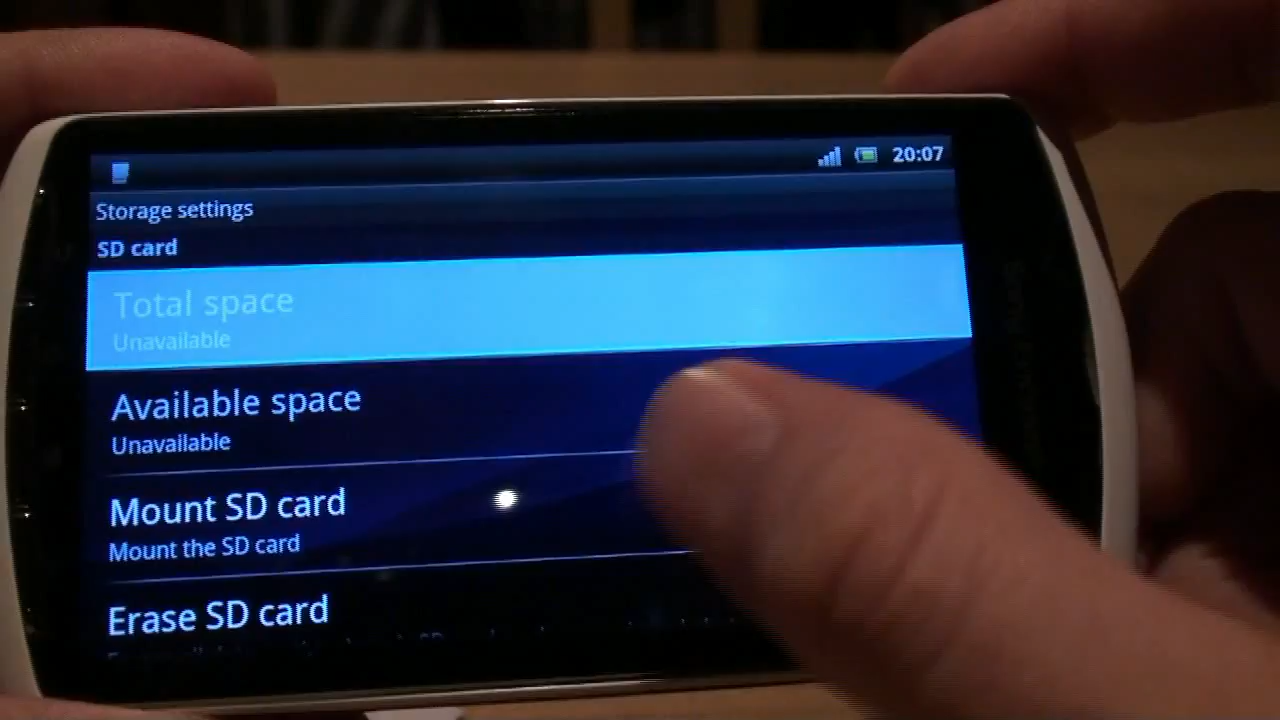 20:07
Storage settings
SD card
Total space
Unavailable
Available space
Unavailable
Mount SD card
Mount the SD card
Erase SD card